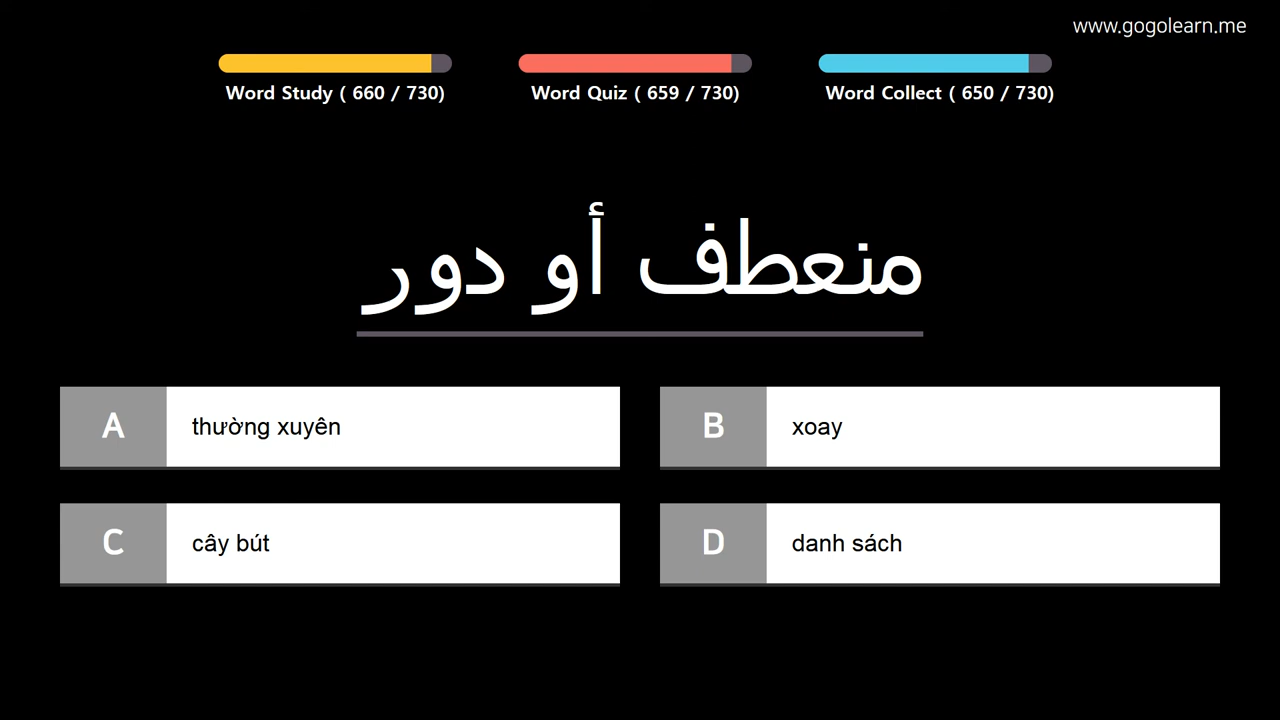 www.gogolearn.me
Word Study ( 660 / 730)
Word Quiz ( 659 / 730)
Word Collect ( 650 / 730)
منعطف أو دور
A thường xuyên
B xoay
C cây bút
D danh sách